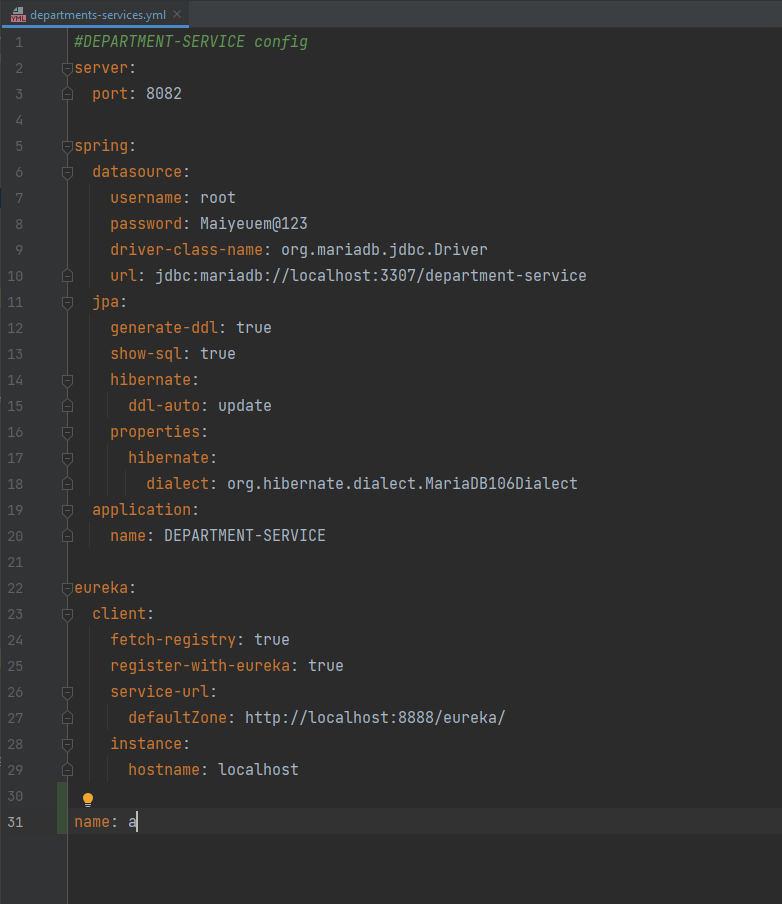 departments-services.yml
1 #DEPARTMENT-SERVICE config
2 server:
3   port: 8082
4
5 spring:
6   datasource:
7     username: root
8     password: Maiyeuem@123
9     driver-class-name: org.mariadb.jdbc.Driver
10     url: jdbc:mariadb://localhost:3307/department-service
11   jpa:
12     generate-ddl: true
13     show-sql: true
14     hibernate:
15       ddl-auto: update
16     properties:
17       hibernate:
18         dialect: org.hibernate.dialect.MariaDB106Dialect
19   application:
20     name: DEPARTMENT-SERVICE
21
22 eureka:
23   client:
24     fetch-registry: true
25     register-with-eureka: true
26     service-url:
27       defaultZone: http://localhost:8888/eureka/
28     instance:
29       hostname: localhost
30
31 name: a